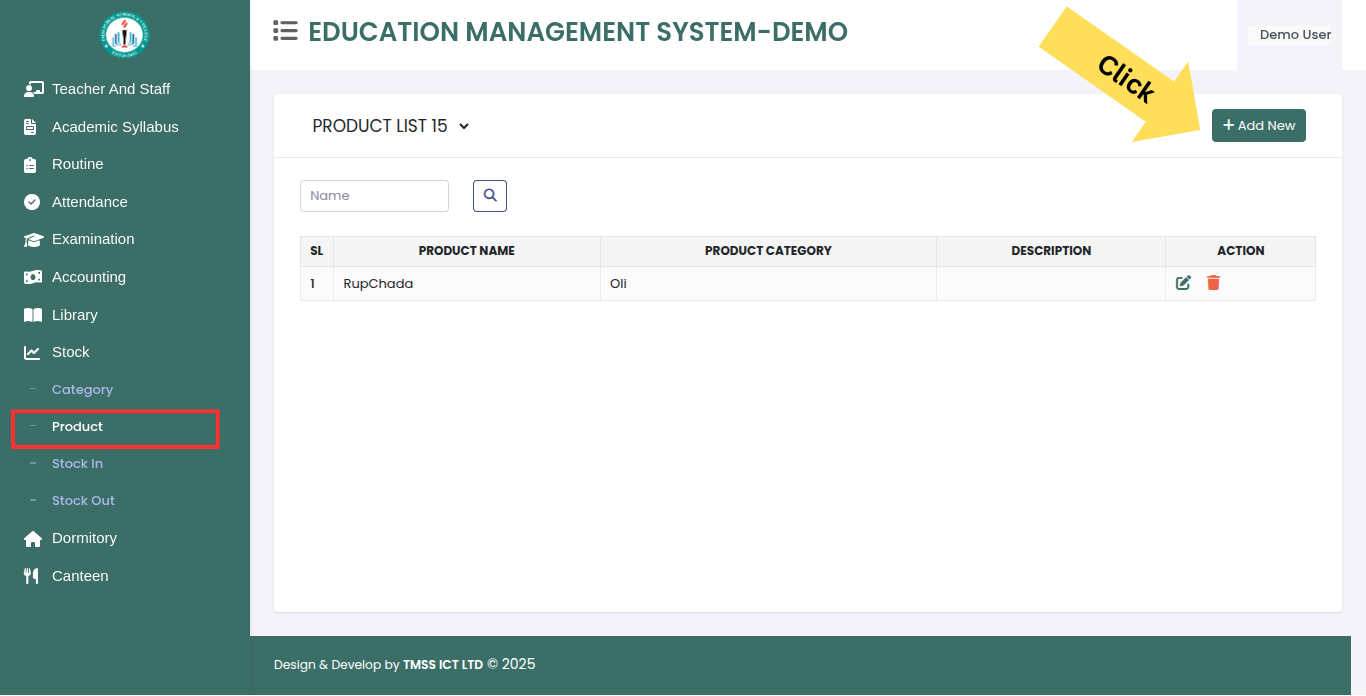 EDUCATION MANAGEMENT SYSTEM-DEMO
Demo User
Click
Teacher And Staff
Academic Syllabus
Routine
Attendance
Examination
Accounting
Library
Stock
Category
Product
Stock In
Stock Out
Dormitory
Canteen
PRODUCT LIST 15
+ Add New
Name
SL PRODUCT NAME PRODUCT CATEGORY DESCRIPTION ACTION
1 RupChada Oli
Design & Develop by TMSS ICT LTD © 2025